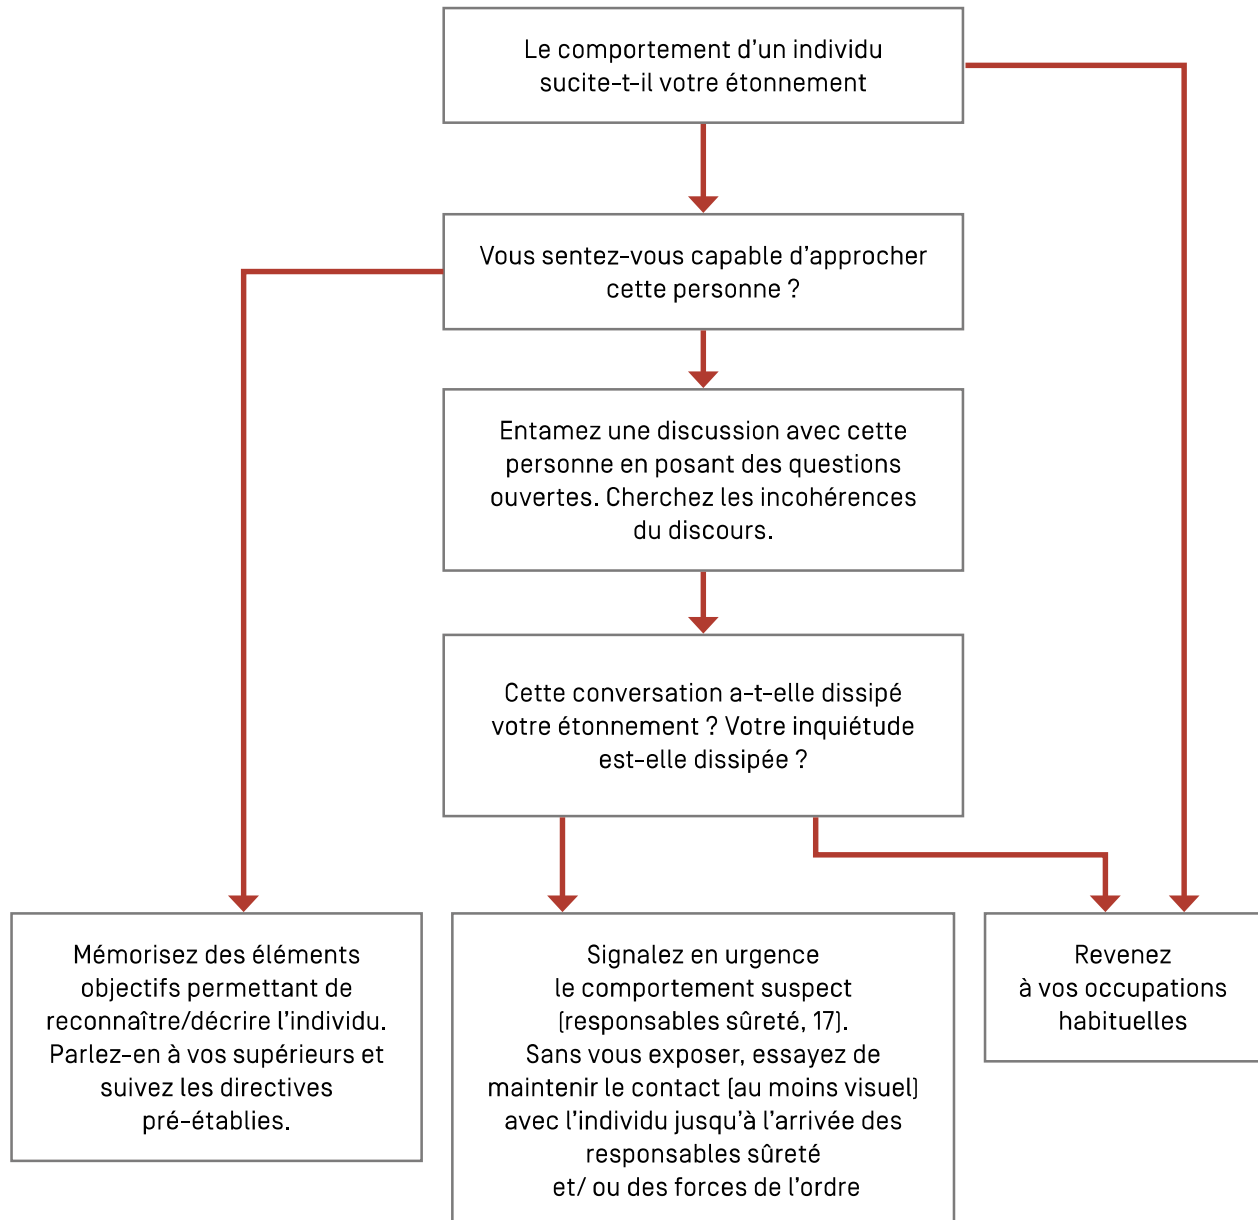 Le comportement d'un individu
sucite-t-il votre étonnement
Vous sentez-vous capable d'approcher
cette personne ?
Entamez une discussion avec cette
personne en posant des questions
ouvertes. Cherchez les incohérences
du discours.
Cette conversation a-t-elle dissipé
votre étonnement ? Votre inquiétude
est-elle dissipée ?
Mémorisez des éléments
objectifs permettant de
reconnaître/décrire l'individu.
Parlez-en à vos supérieurs et
suivez les directives
pré-établies.
Signalez en urgence
le comportement suspect
(responsables sûreté, 17).
Sans vous exposer, essayez de
maintenir le contact (au moins visuel)
avec l'individu jusqu'à l'arrivée des
responsables sûreté
et/ ou des forces de l'ordre
Revenez
à vos occupations
habituelles